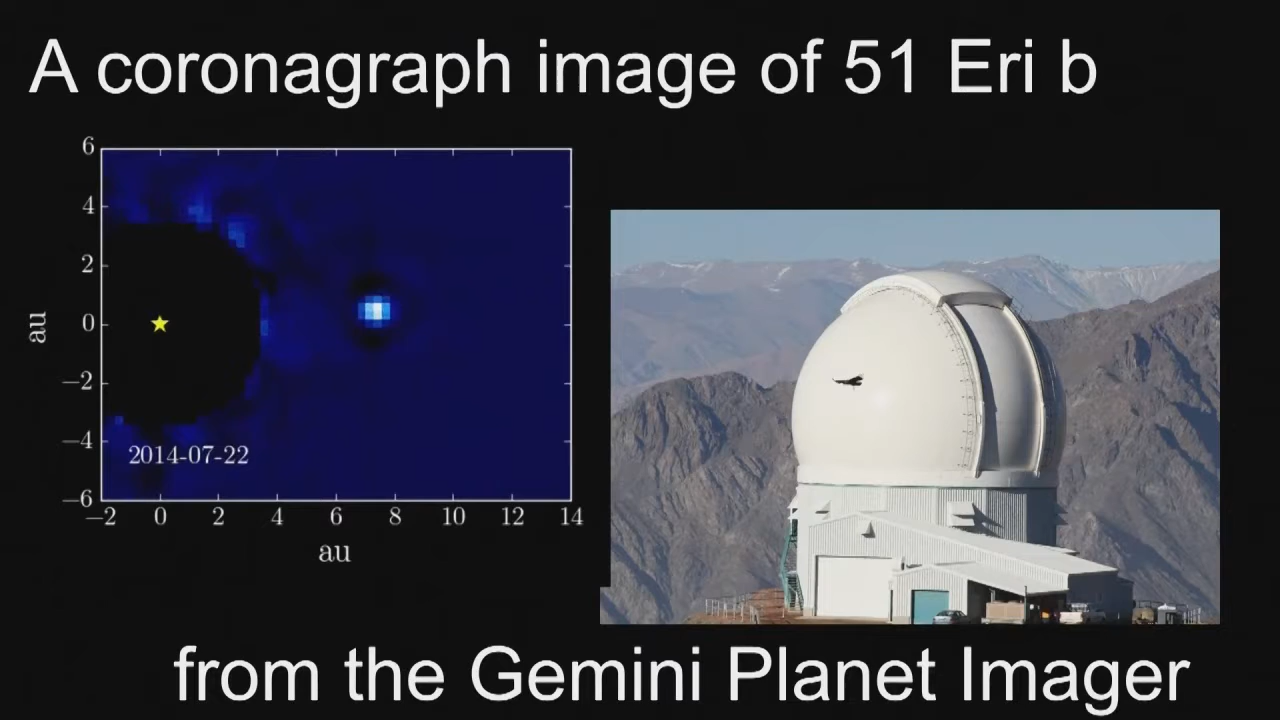 A coronagraph image of 51 Eri b
6
4
2
0
−2
−4
−6
au
2014-07-22
−2 0 2 4 6 8 10 12 14
au
from the Gemini Planet Imager